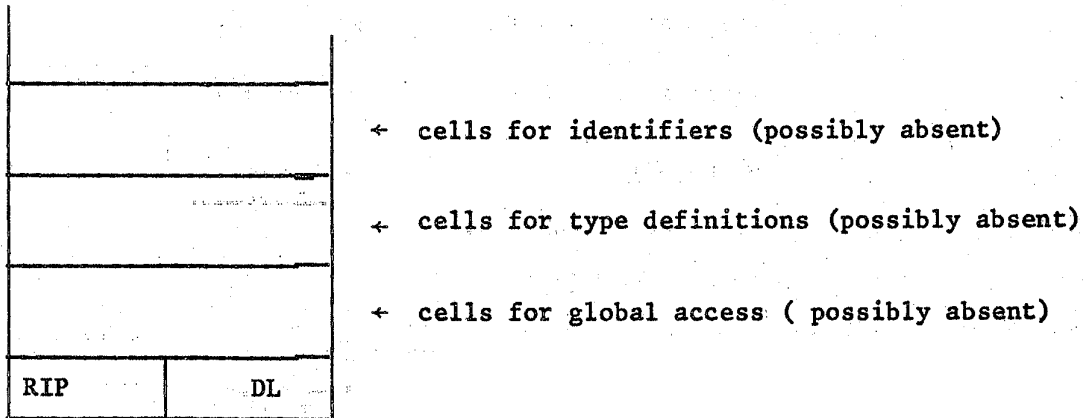 ← cells for identifiers (possibly absent)
← cells for type definitions (possibly absent)
← cells for global access ( possibly absent)
RIP DL